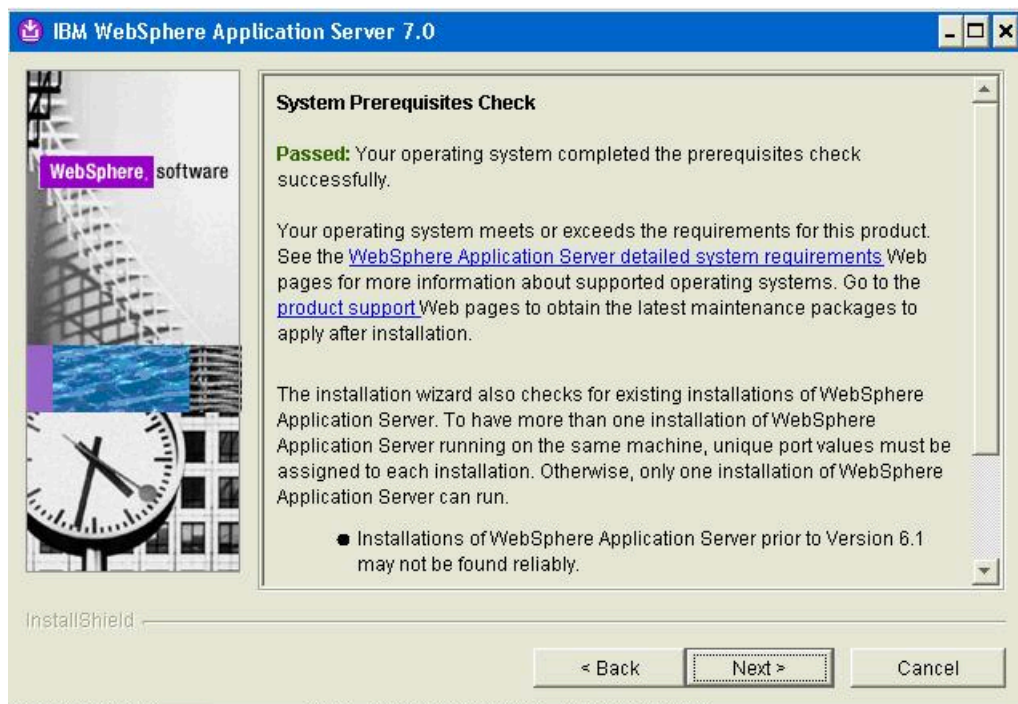 IBM WebSphere Application Server 7.0
WebSphere software
System Prerequisites Check
Passed: Your operating system completed the prerequisites check
successfully.
Your operating system meets or exceeds the requirements for this product.
See the WebSphere Application Server detailed system requirements Web
pages for more information about supported operating systems. Go to the
product support Web pages to obtain the latest maintenance packages to
apply after installation.
The installation wizard also checks for existing installations of WebSphere
Application Server. To have more than one installation of WebSphere
Application Server running on the same machine, unique port values must be
assigned to each installation. Otherwise, only one installation of WebSphere
Application Server can run.
● Installations of WebSphere Application Server prior to Version 6.1
may not be found reliably.
InstallShield
< Back Next > Cancel